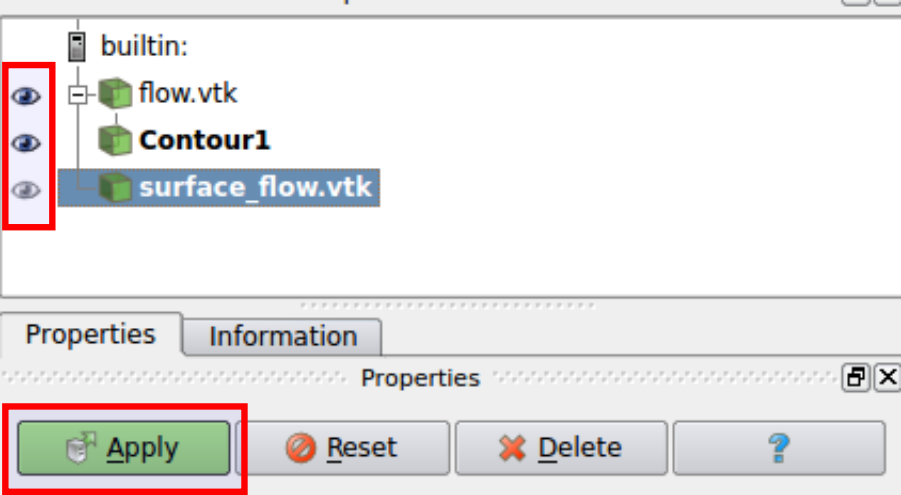 builtin:
flow.vtk
Contour1
surface_flow.vtk
Properties Information
Properties
Apply Reset Delete ?